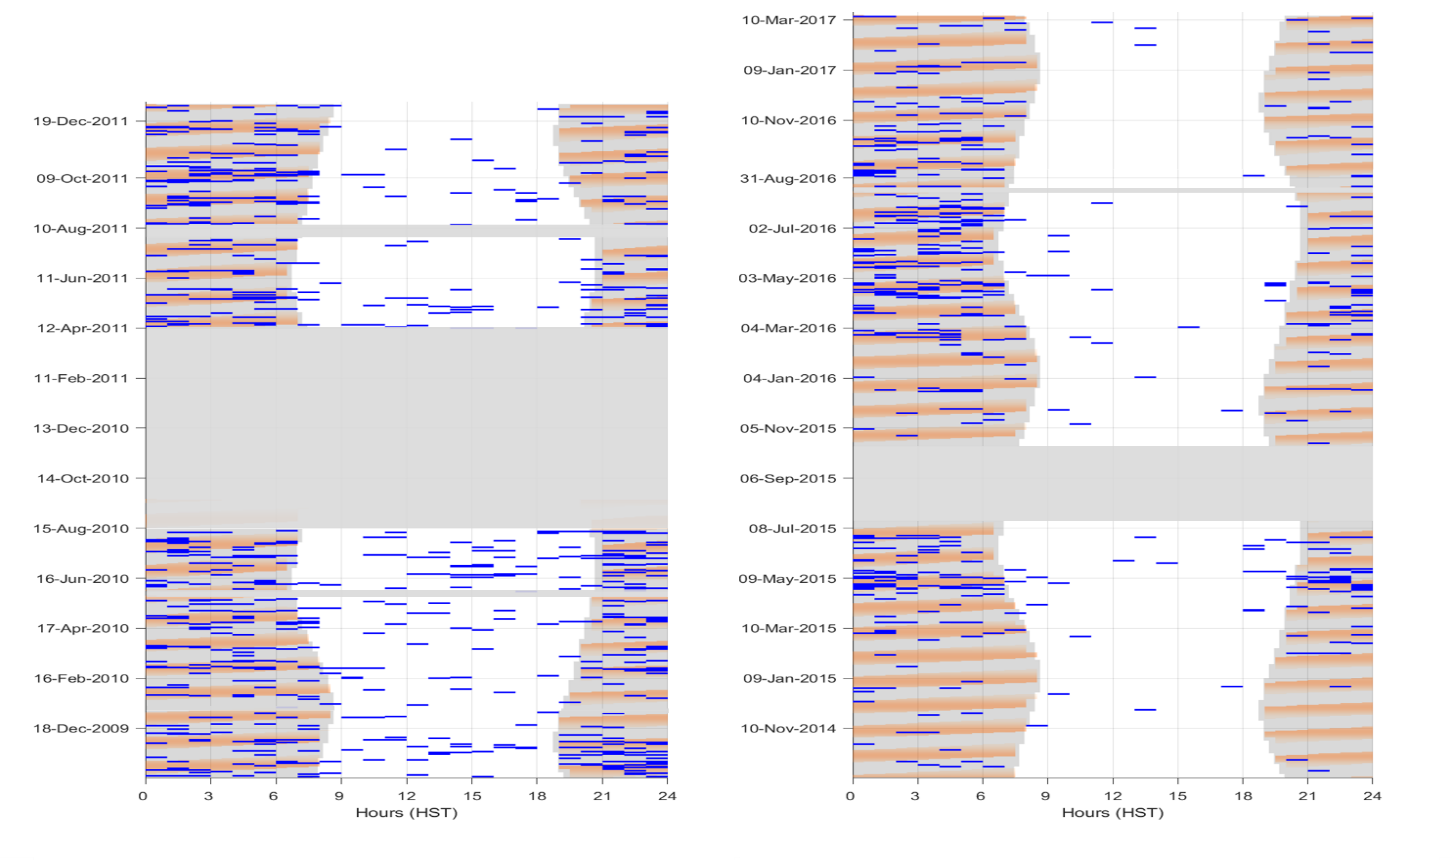 19-Dec-2011
09-Oct-2011
10-Aug-2011
11-Jun-2011
12-Apr-2011
11-Feb-2011
13-Dec-2010
14-Oct-2010
15-Aug-2010
16-Jun-2010
17-Apr-2010
16-Feb-2010
18-Dec-2009
0 3 6 9 12 15 18 21 24
Hours (HST)
10-Mar-2017
09-Jan-2017
10-Nov-2016
31-Aug-2016
02-Jul-2016
03-May-2016
04-Mar-2016
04-Jan-2016
05-Nov-2015
06-Sep-2015
08-Jul-2015
09-May-2015
10-Mar-2015
09-Jan-2015
10-Nov-2014
0 3 6 9 12 15 18 21 24
Hours (HST)